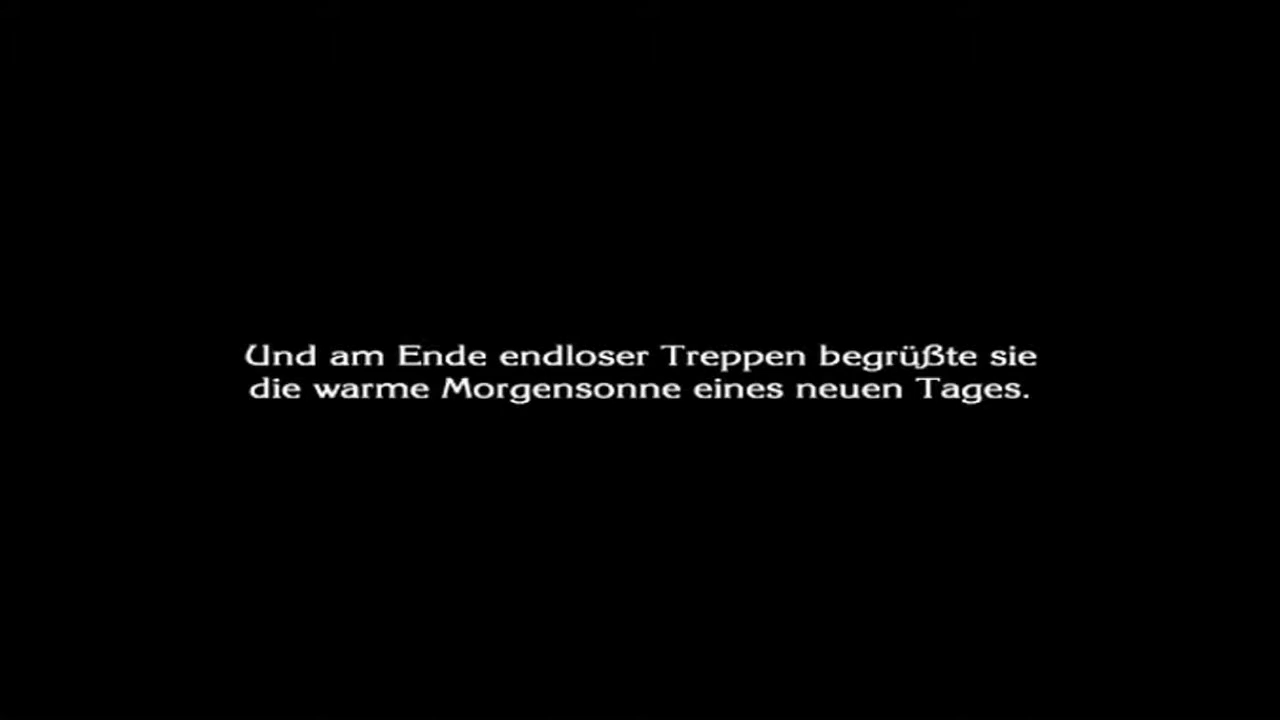 Und am Ende endloser Treppen begrüßte sie
die warme Morgensonne eines neuen Tages.